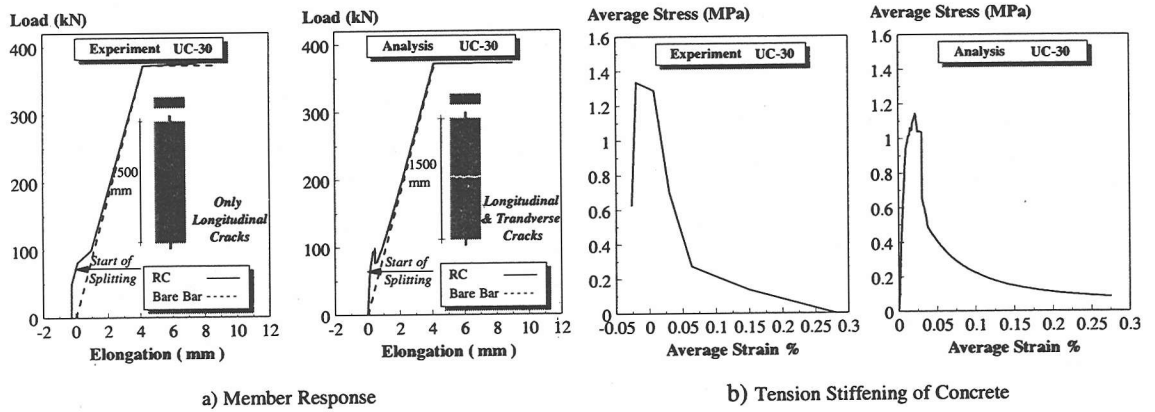 Load (kN)
400
300
200
100
0
-2 0 2 4 6 8 10 12
Elongation ( mm )
Experiment UC-30
7500
mm
Only
Longitudinal
Cracks
Start of
Splitting
RC
Bare Bar
Load (kN)
400
300
200
100
0
-2 0 2 4 6 8 10 12
Elongation ( mm )
Analysis UC-30
1500
mm
Longitudinal
& Trandverse
Cracks
Start of
Splitting
RC
Bare Bar
a) Member Response
Average Stress (MPa)
1.6
1.4
1.2
1
0.8
0.6
0.4
0.2
0
-0.05 0 0.05 0.1 0.15 0.2 0.25 0.3
Average Strain %
Experiment UC-30
Average Stress (MPa)
1.6
1.4
1.2
1
0.8
0.6
0.4
0.2
0
0 0.05 0.1 0.15 0.2 0.25 0.3
Average Strain %
Analysis UC-30
b) Tension Stiffening of Concrete